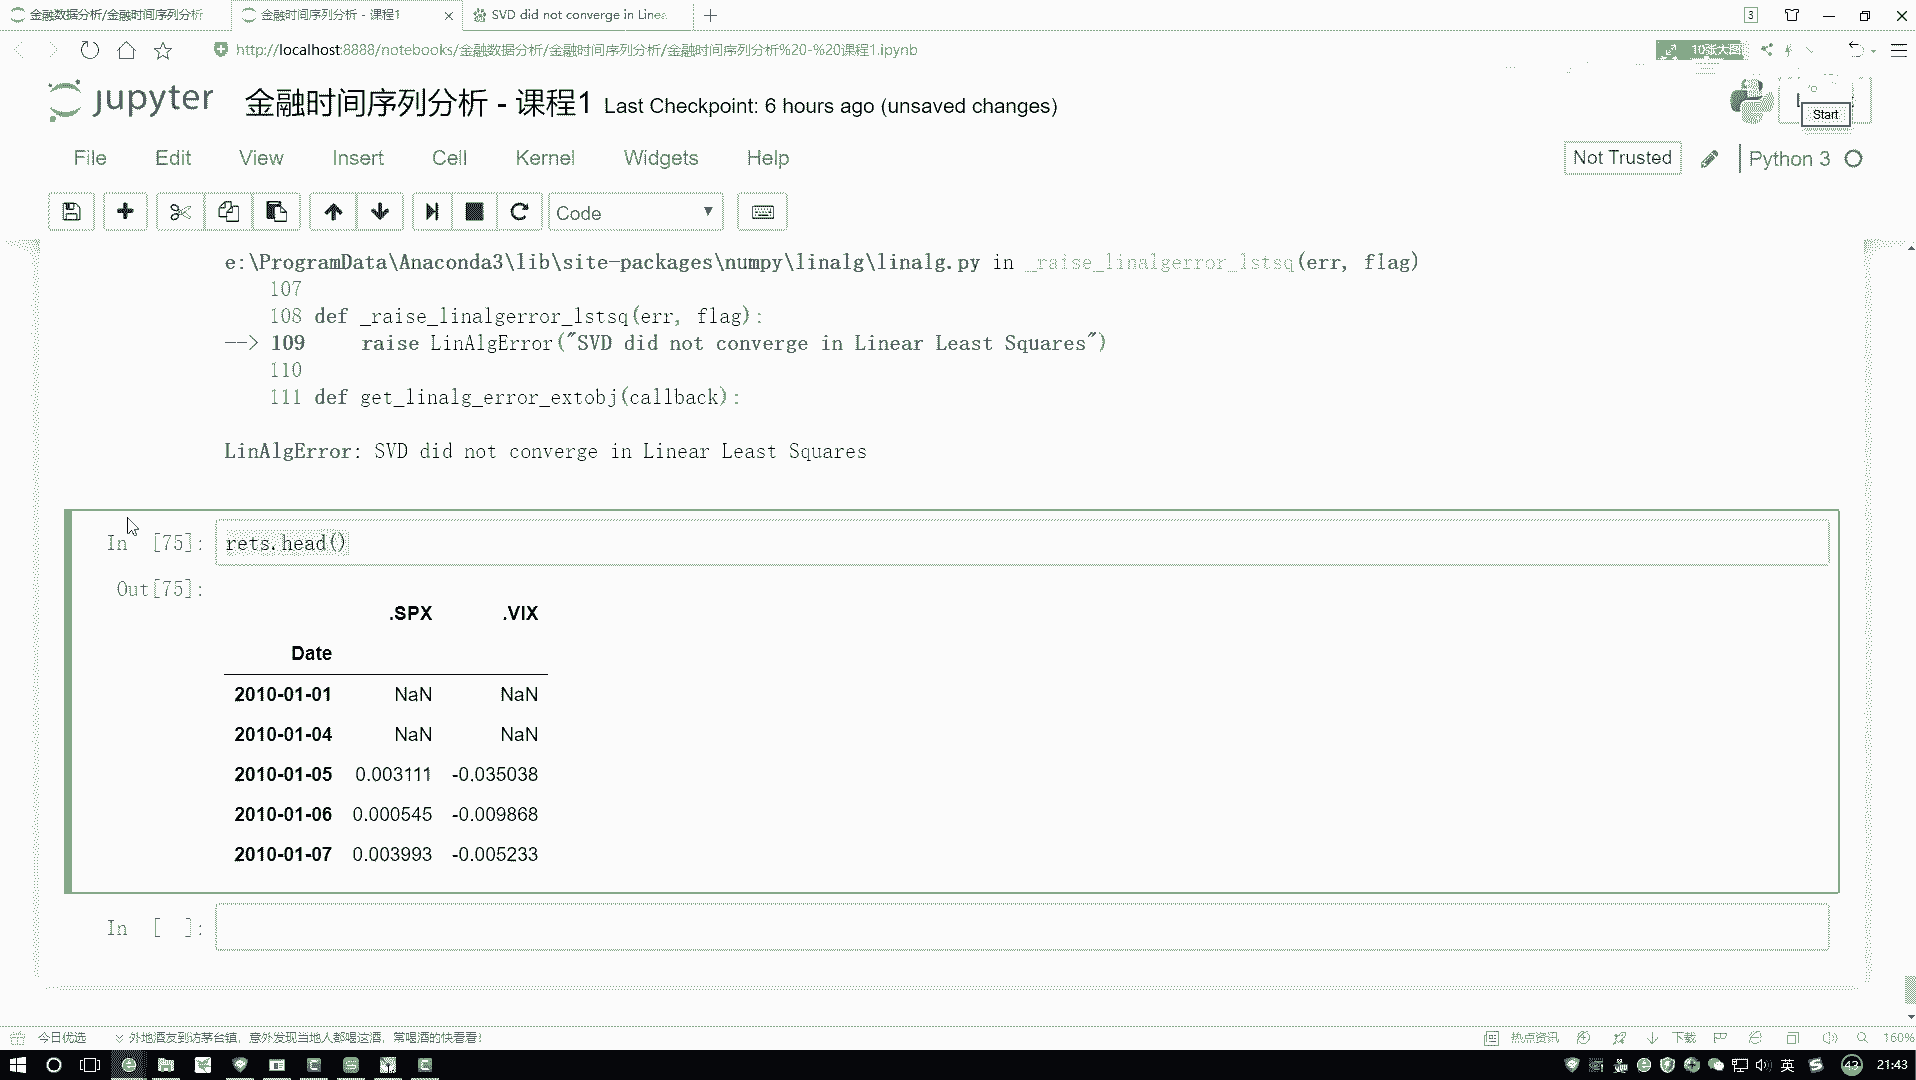 金融数据分析/金融时间序列分析
金融时间序列分析 - 课程1
SVD did not converge in Linea
3
http://localhost:8888/notebooks/金融数据分析/金融时间序列分析/金融时间序列分析%20-%20课程1.ipynb
10张大图
jupyter 金融时间序列分析 - 课程1 Last Checkpoint: 6 hours ago (unsaved changes)
Start
File Edit View Insert Cell Kernel Widgets Help
Not Trusted
Python 3
Code
e:\ProgramData\Anaconda3\lib\site-packages\numpy\linalg\linalg.py in _raise_linalgerror_lstsq(err, flag)
107
108 def _raise_linalgerror_lstsq(err, flag):
--> 109 raise LinAlgError("SVD did not converge in Linear Least Squares")
110
111 def get_linalg_error_extobj(callback):
LinAlgError: SVD did not converge in Linear Least Squares
In [75]: rets.head()
Out[75]:
.SPX .VIX
Date
2010-01-01 NaN NaN
2010-01-04 NaN NaN
2010-01-05 0.003111 -0.035038
2010-01-06 0.000545 -0.009868
2010-01-07 0.003993 -0.005233
In [ ]:
今日优选
外地酒友到访茅台镇，意外发现当地人都喝这酒，常喝酒的快看看!
热点资讯
下载
160%
英
43
21:43